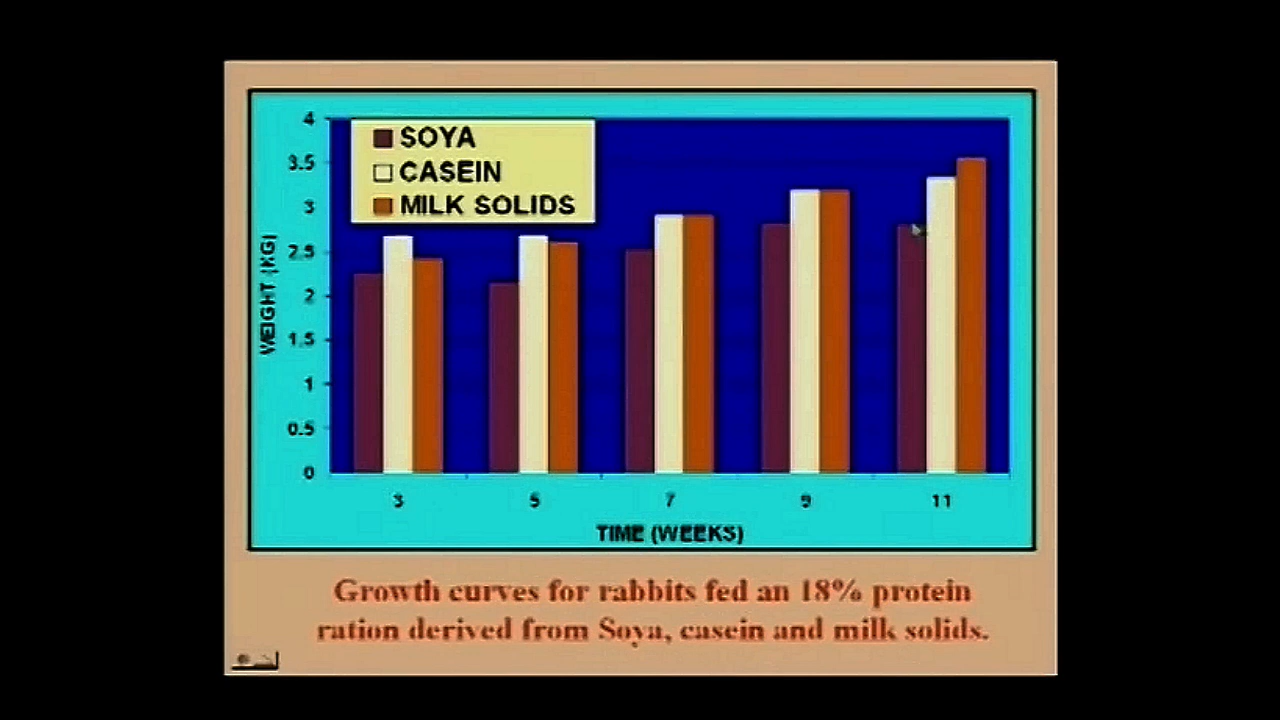 4
SOYA
3.5
CASEIN
3
MILK SOLIDS
2.5
WEIGHT (KG)
2
1.5
1
0.5
0
3 5 7 9 11
TIME (WEEKS)
Growth curves for rabbits fed an 18% protein
ration derived from Soya, casein and milk solids.